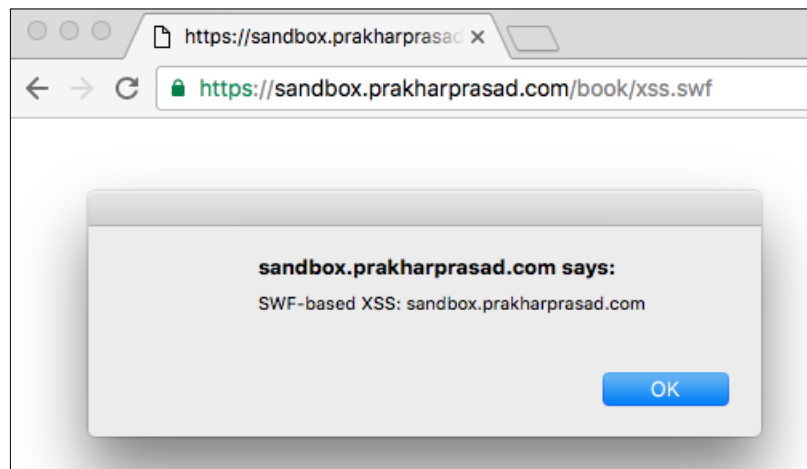 https://sandbox.prakharprasad
https://sandbox.prakharprasad.com/book/xss.swf
sandbox.prakharprasad.com says:
SWF-based XSS: sandbox.prakharprasad.com
OK